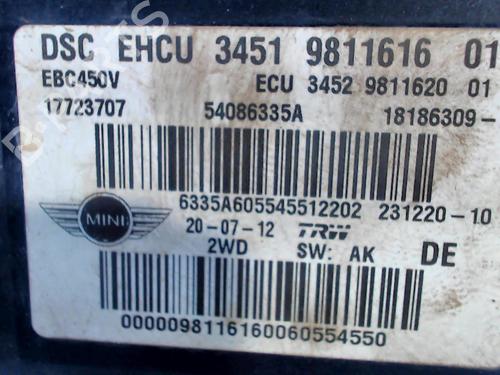 DSC EHCU 3451 9811616 01
EBC450V ECU 3452 9811620 01
17723707 54086335A 18186309-
6335A605545512202 231220-10
MINI
20-07-12 TRW
2WD SW: AK DE
0000098116160060554550